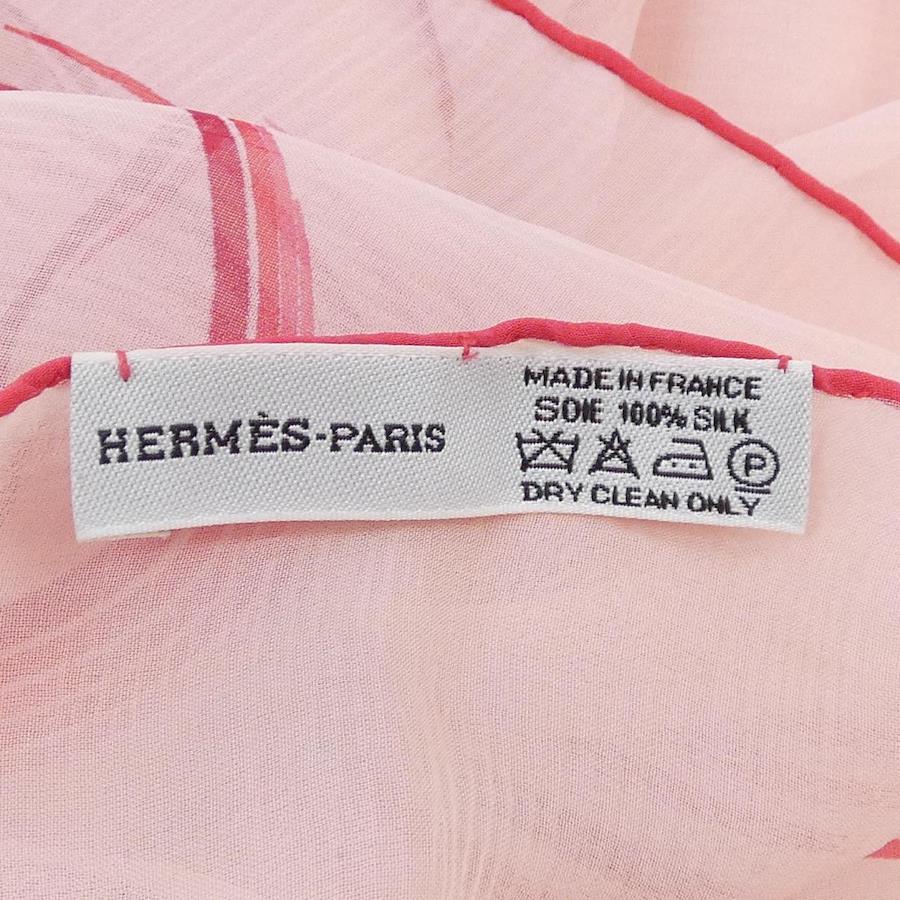 HERMÈS-PARIS
MADE IN FRANCE
SOIE 100% SILK
P
DRY CLEAN ONLY